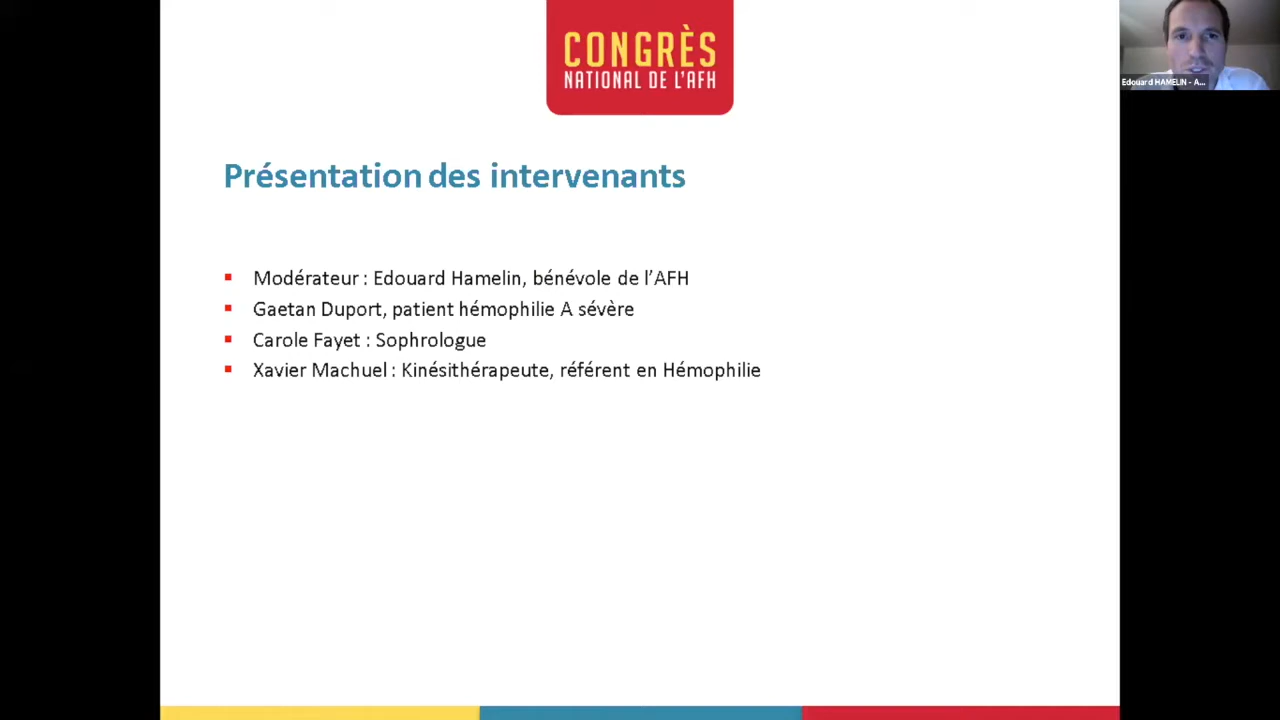 CONGRÈS
NATIONAL DE L'AFH
Edouard HAMELIN - A...
Présentation des intervenants
Modérateur : Edouard Hamelin, bénévole de l'AFH
Gaetan Duport, patient hémophilie A sévère
Carole Fayet : Sophrologue
Xavier Machuel : Kinésithérapeute, référent en Hémophilie